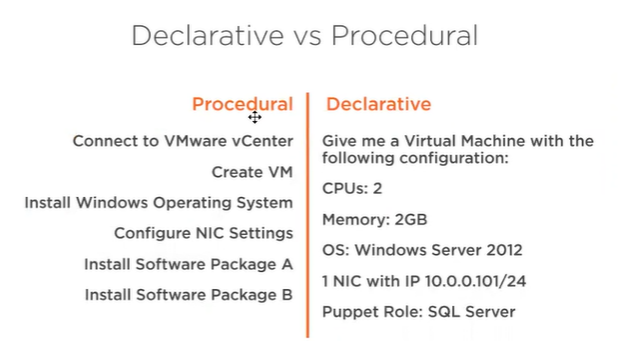 Declarative vs Procedural
Procedural
Connect to VMware vCenter
Create VM
Install Windows Operating System
Configure NIC Settings
Install Software Package A
Install Software Package B
Declarative
Give me a Virtual Machine with the
following configuration:
CPUs: 2
Memory: 2GB
OS: Windows Server 2012
1 NIC with IP 10.0.0.101/24
Puppet Role: SQL Server